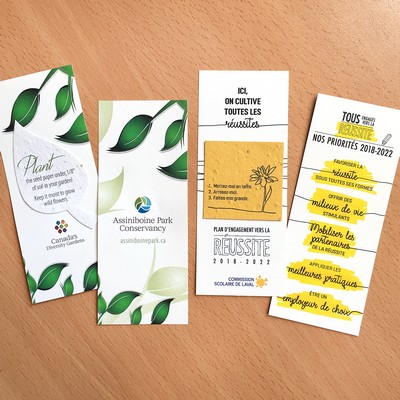 Plant
the seed paper under 1/8"
of soil in your garden.
Keep it moist to grow
wild flowers.
Canada's
Diversity Gardens
Assiniboine Park
Conservancy
assiniboinepark.ca
ICI,
ON CULTIVE
TOUTES LES
réussites
1. Mettez-moi en terre.
2. Arrosez-moi.
3. Faites-moi grandir.
PLAN D'ENGAGEMENT VERS LA
RÉUSSITE
2018-2022
COMMISSION
SCOLAIRE DE LAVAL
TOUS ENGAGÉS
VERS LA
RÉUSSITE
NOS PRIORITÉS 2018-2022
FAVORISER LA
réussite
SOUS TOUTES SES FORMES
OFFRIR DES
milieux de vie
STIMULANTS
Mobiliser les
partenaires
DE LA RÉUSSITE
APPLIQUER LES
meilleures pratiques
ÊTRE UN
employeur de choix